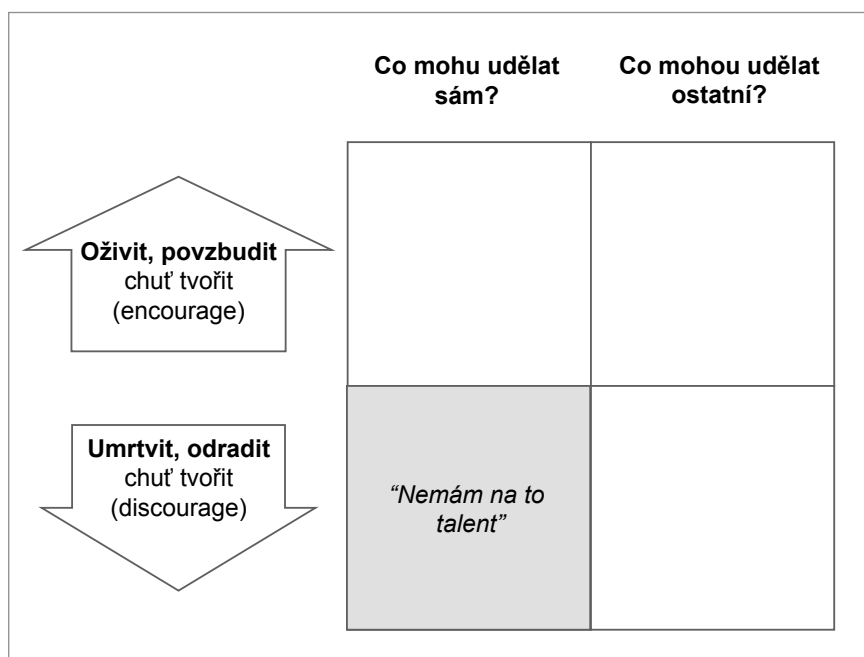 Co mohu udělat
sám?
Co mohou udělat
ostatní?
Oživit, povzbudit
chuť tvořit
(encourage)
Umrtvit, odradit
chuť tvořit
(discourage)
“Nemám na to
talent”